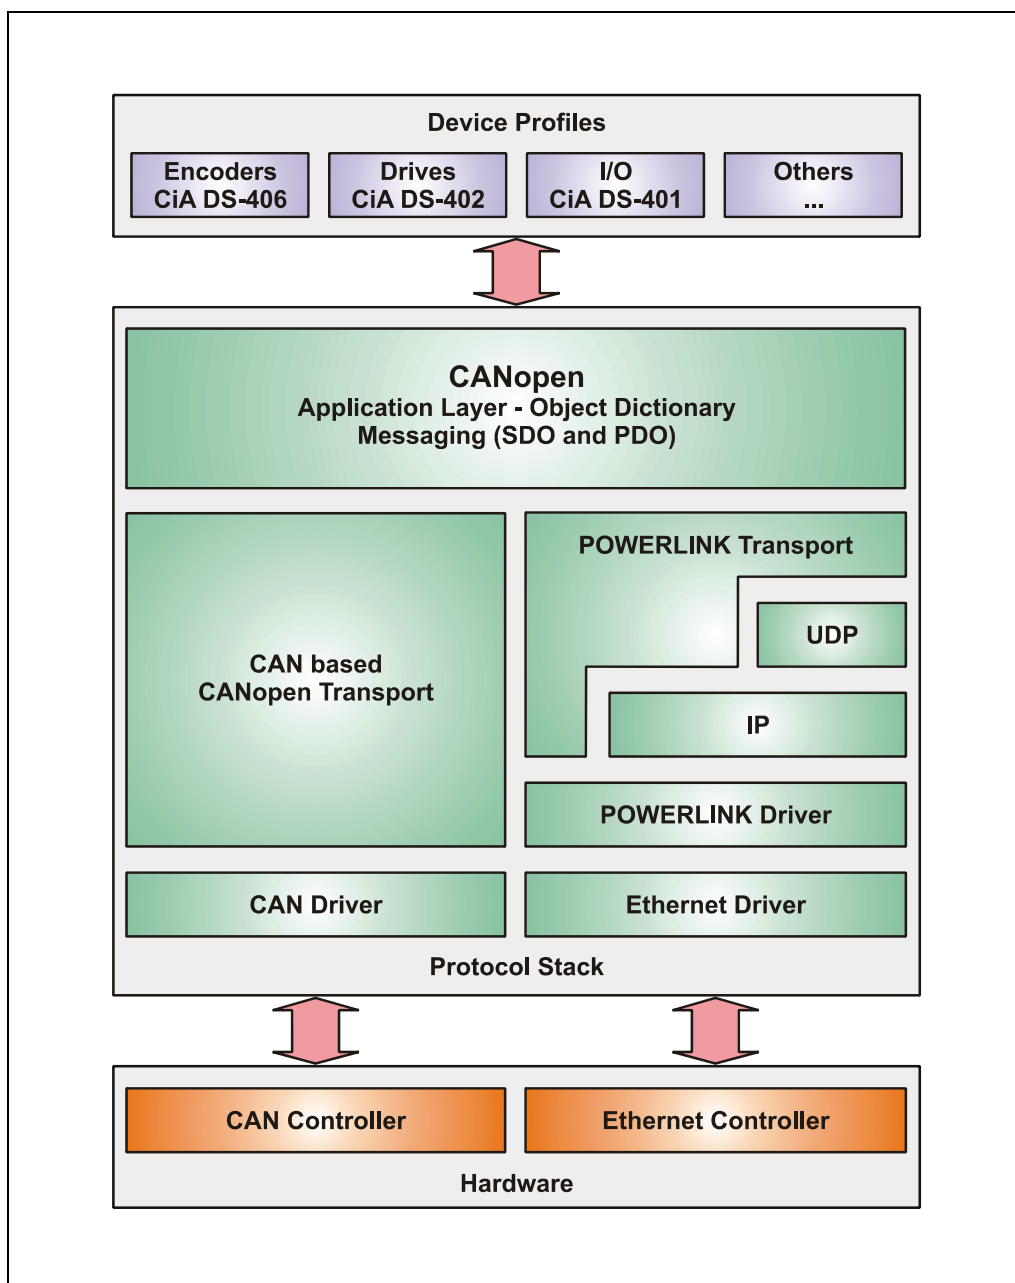 Device Profiles
Encoders
CiA DS-406
Drives
CiA DS-402
I/O
CiA DS-401
Others
...
CANopen
Application Layer - Object Dictionary
Messaging (SDO and PDO)
CAN based
CANopen Transport
POWERLINK Transport
UDP
IP
POWERLINK Driver
CAN Driver
Ethernet Driver
Protocol Stack
CAN Controller
Ethernet Controller
Hardware